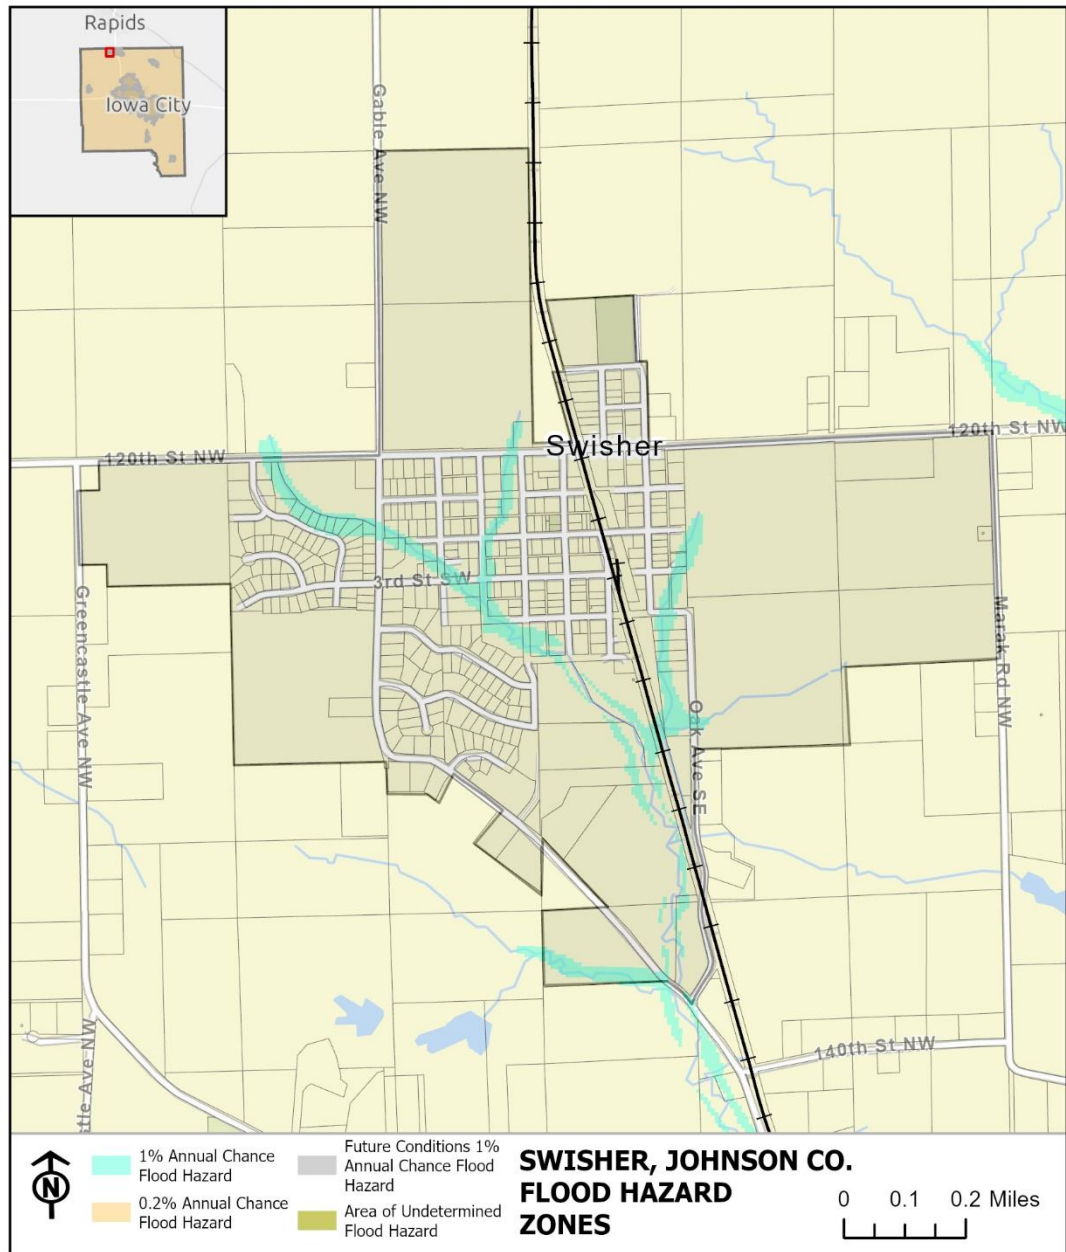 Rapids
Iowa City
Gable Ave NW
Swisher
120th St NW
120th St NW
3rd St SW
Greencastle Ave NW
Marak Rd NW
Oak Ave SE
stle Ave NW
140th St NW
N
1% Annual Chance
Flood Hazard
0.2% Annual Chance
Flood Hazard
Future Conditions 1%
Annual Chance Flood
Hazard
Area of Undetermined
Flood Hazard
SWISHER, JOHNSON CO.
FLOOD HAZARD
ZONES
0 0.1 0.2 Miles